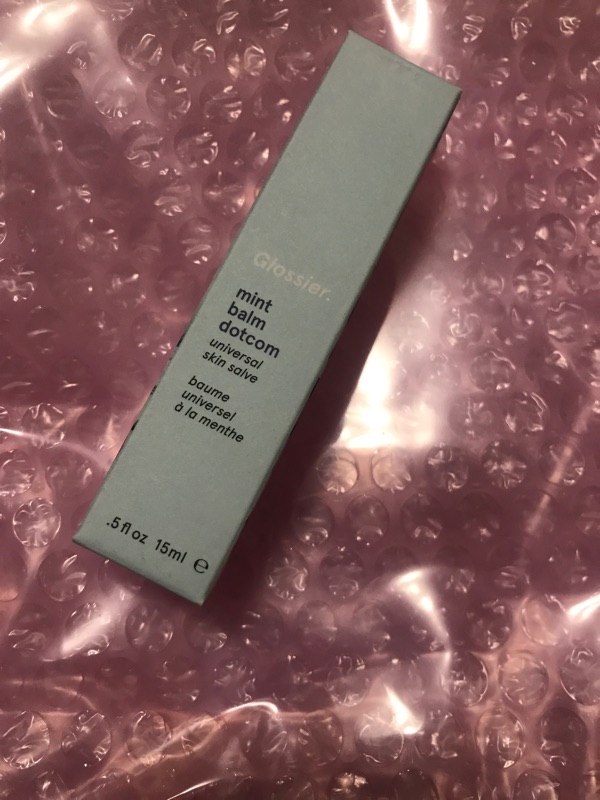 Glossier.
mint
balm
dotcom
universal
skin salve
baume
universel
à la menthe
.5 fl oz 15ml ℮